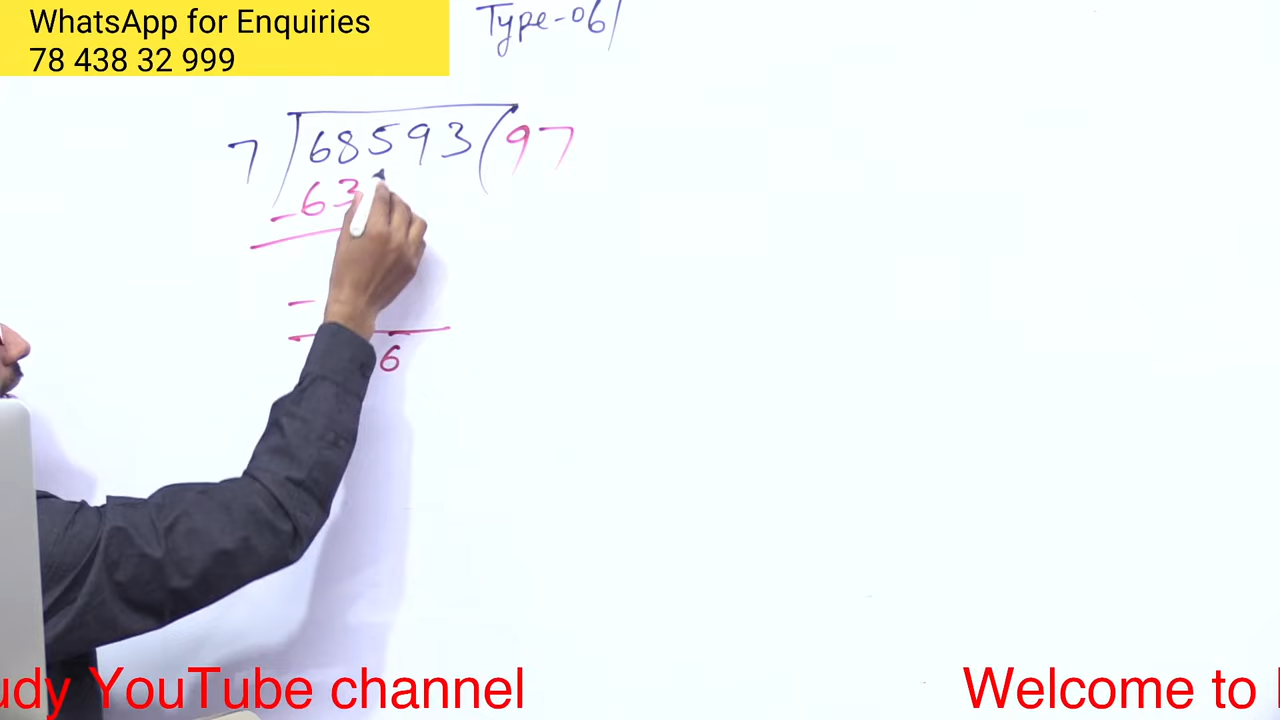 WhatsApp for Enquiries
78 438 32 999
Type-06
7 68593 ( 97
-63
-
6
udy YouTube channel
Welcome to